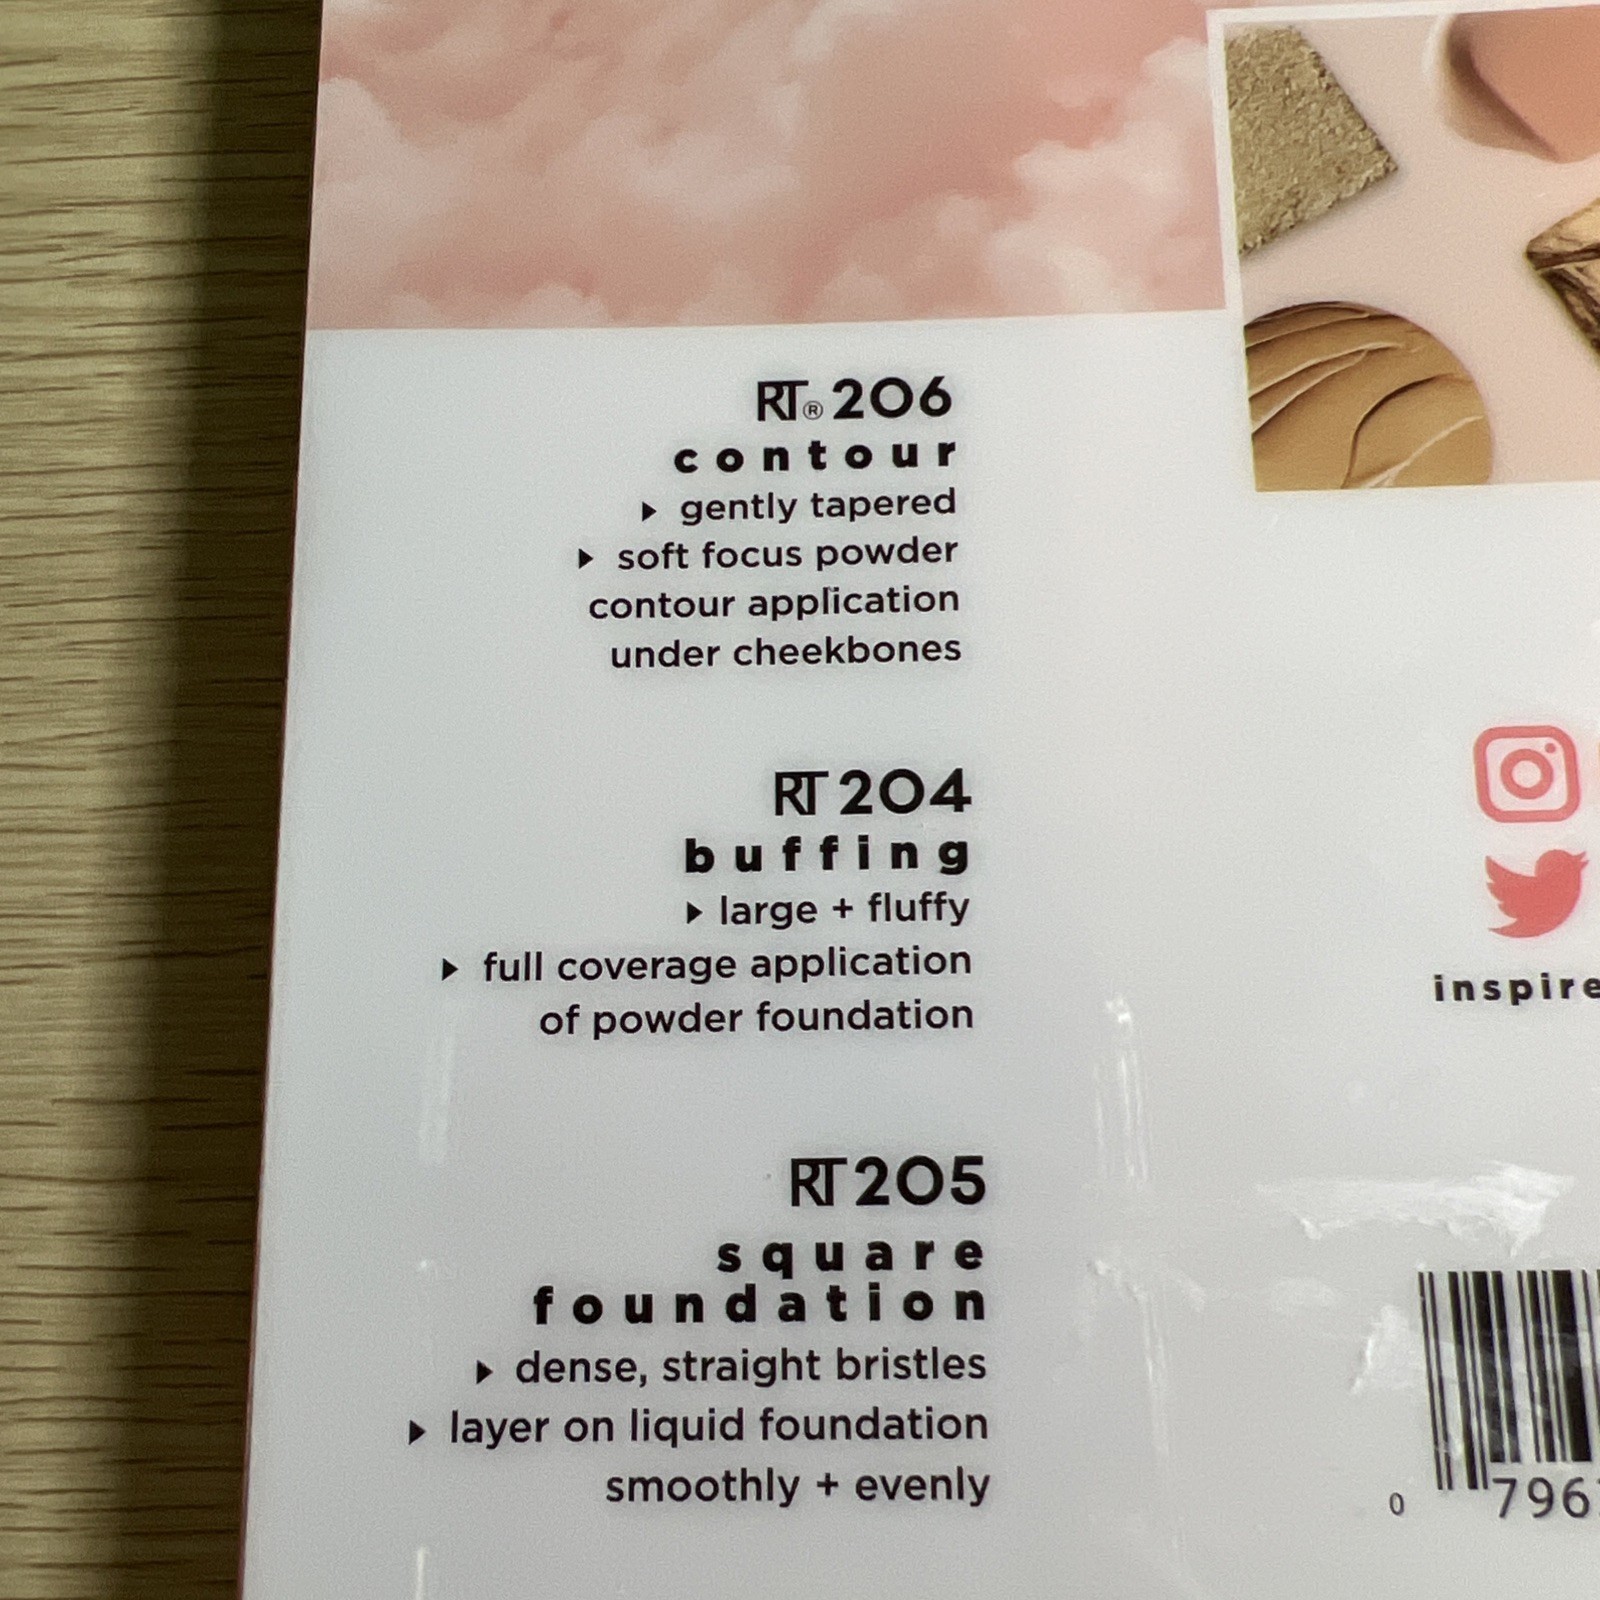 RT® 206
contour
▸ gently tapered
▸ soft focus powder
contour application
under cheekbones
RT 204
buffing
▸ large + fluffy
▸ full coverage application
of powder foundation
RT 205
square
foundation
▸ dense, straight bristles
▸ layer on liquid foundation
smoothly + evenly
inspire
0 796